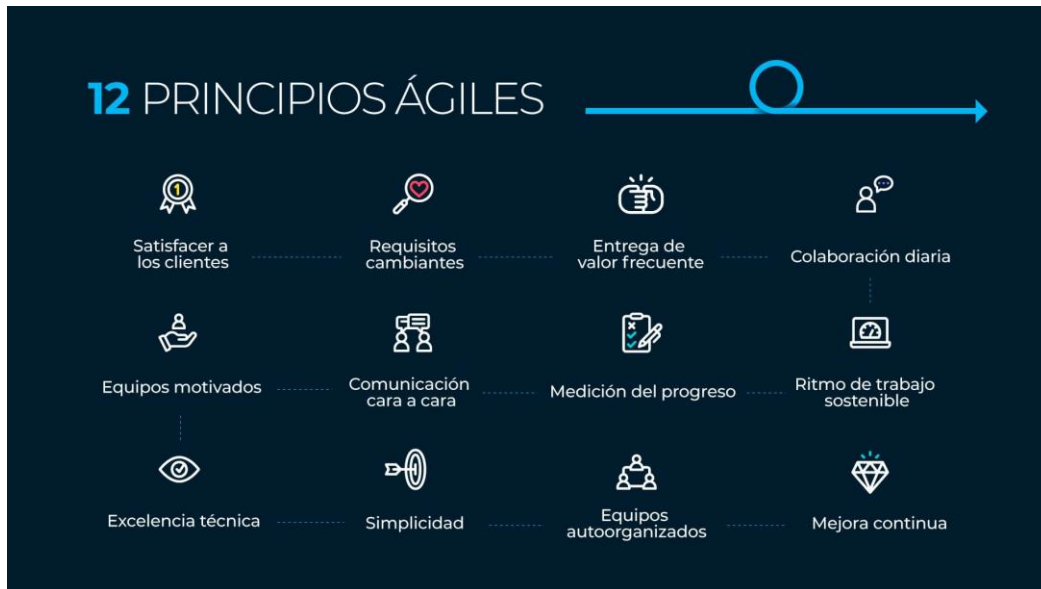 12 PRINCIPIOS ÁGILES
1
Satisfacer a
los clientes
Requisitos
cambiantes
Entrega de
valor frecuente
Colaboración diaria
Equipos motivados
Comunicación
cara a cara
Medición del progreso
Ritmo de trabajo
sostenible
Excelencia técnica
Simplicidad
Equipos
autoorganizados
Mejora continua